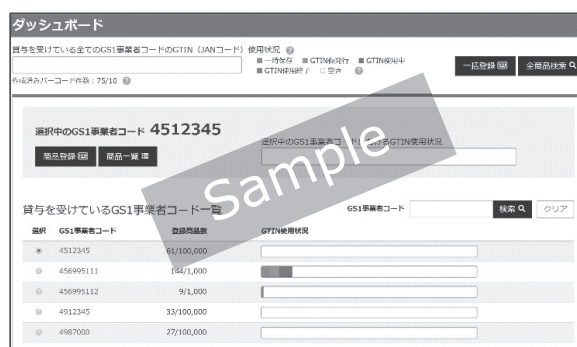 ダッシュボード
貸与を受けている全てのGS1事業者コードのGTIN（JANコード）使用状況
■一時保存 ■GTIN仮発行 ■GTIN使用中
■GTIN使用終了 □空き
作成済みバーコード件数：75/10
一括登録
全商品検索
選択中のGS1事業者コード 4512345
選択中のGS1事業者コードにおけるGTIN使用状況
商品登録
商品一覧
Sample
貸与を受けているGS1事業者コード一覧
GS1事業者コード
検索
クリア
選択 GS1事業者コード 登録商品数 GTIN使用状況
4512345 61/100,000
456995111 144/1,000
456995112 9/1,000
4912345 33/100,000
4987000 27/100,000